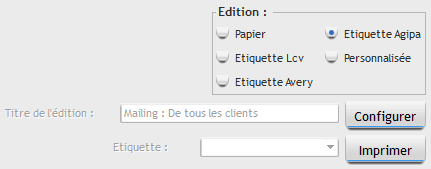 Edition :
Papier
Etiquette Agipa
Etiquette Lcv
Personnalisée
Etiquette Avery
Titre de l'édition :
Mailing : De tous les clients
Configurer
Etiquette :
Imprimer